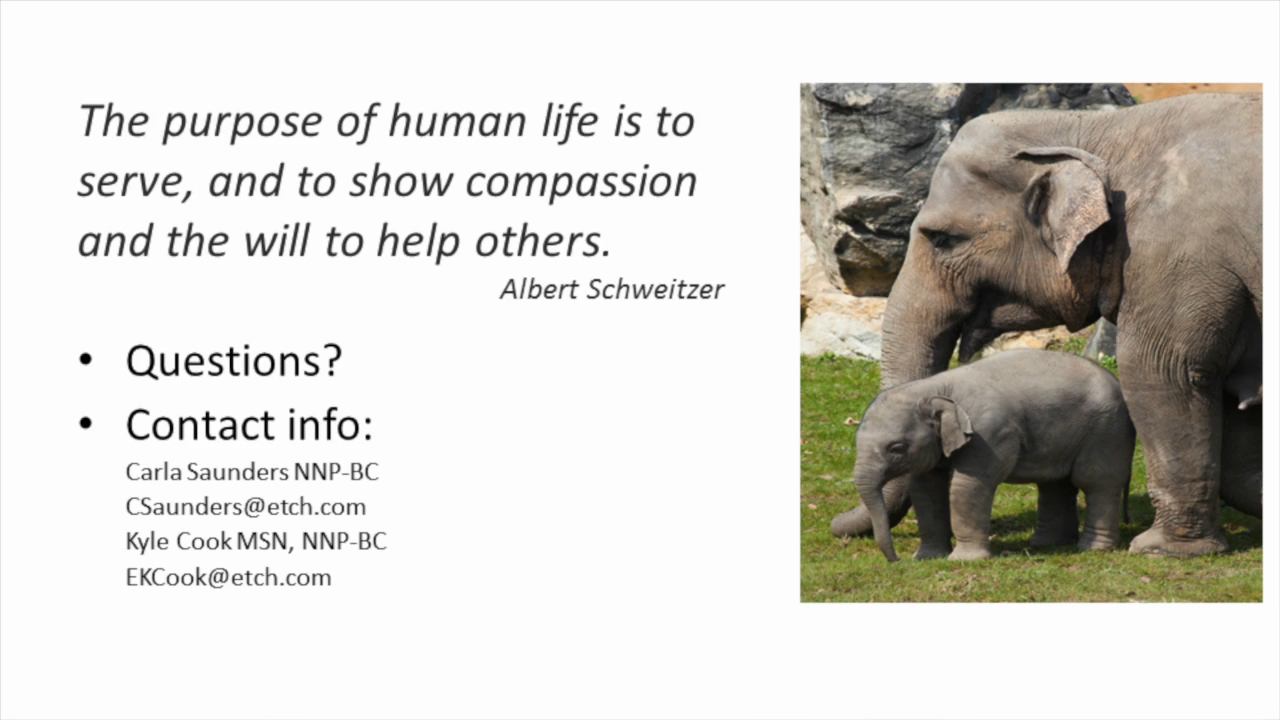 The purpose of human life is to
serve, and to show compassion
and the will to help others.
Albert Schweitzer
• Questions?
• Contact info:
Carla Saunders NNP-BC
CSaunders@etch.com
Kyle Cook MSN, NNP-BC
EKCook@etch.com